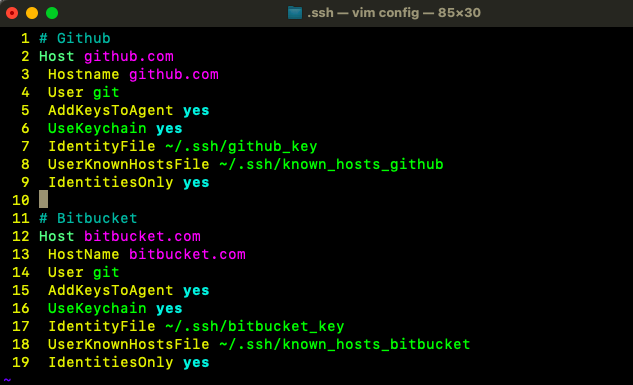 .ssh — vim config — 85×30
1 # Github
2 Host github.com
3  Hostname github.com
4  User git
5  AddKeysToAgent yes
6  UseKeychain yes
7  IdentityFile ~/.ssh/github_key
8  UserKnownHostsFile ~/.ssh/known_hosts_github
9  IdentitiesOnly yes
10
11 # Bitbucket
12 Host bitbucket.com
13  HostName bitbucket.com
14  User git
15  AddKeysToAgent yes
16  UseKeychain yes
17  IdentityFile ~/.ssh/bitbucket_key
18  UserKnownHostsFile ~/.ssh/known_hosts_bitbucket
19  IdentitiesOnly yes
~